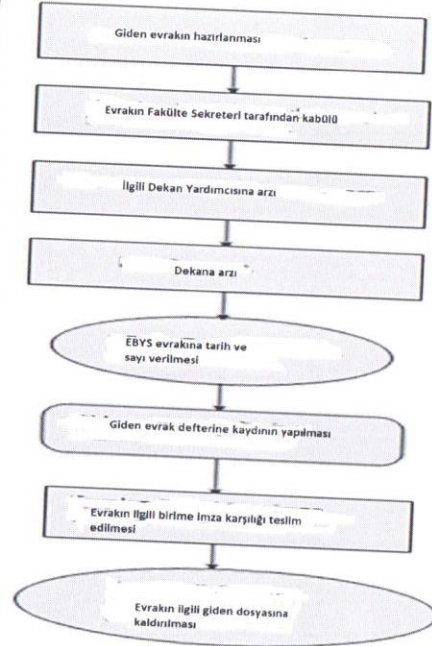 Giden evrakın hazırlanması
Evrakın Fakülte Sekreteri tarafından kabülü
İlgili Dekan Yardımcısına arzı
Dekana arzı
EBYS evrakına tarih ve
sayı verilmesi
Giden evrak defterine kaydının yapılması
Evrakın ilgili birime imza karşılığı teslim
edilmesi
Evrakın ilgili giden dosyasına
kaldırılması